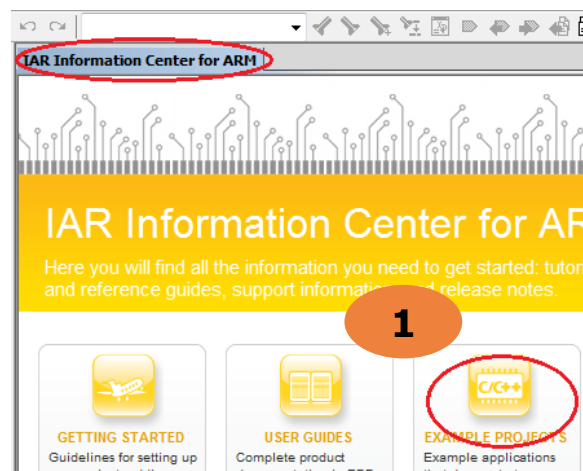 IAR Information Center for ARM
IAR Information Center for AR
Here you will find all the information you need to get started: tutor
and reference guides, support information release notes.
1
C/C++
GETTING STARTED
USER GUIDES
EXAMPLE PROJECTS
Guidelines for setting up
Complete product
Example applications